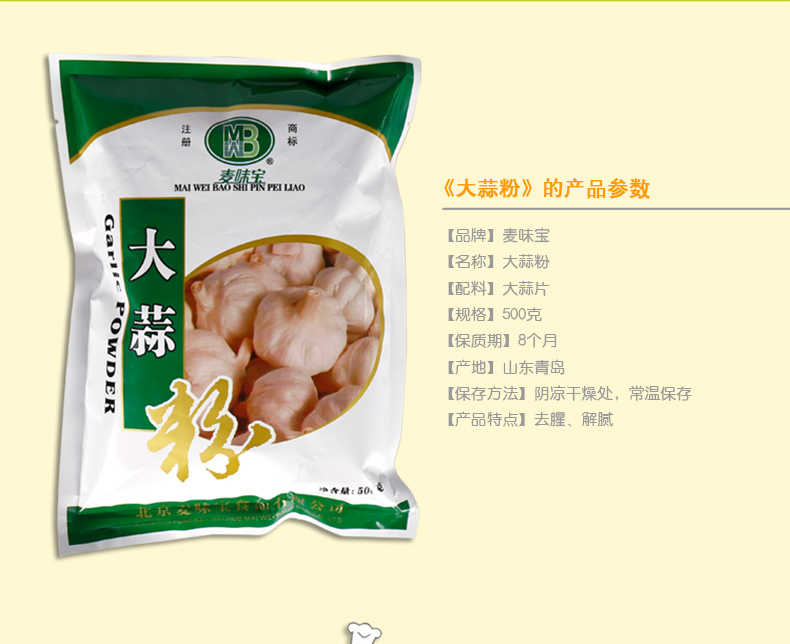 注册 商标
MWB
®
麦味宝
MAI WEI BAO SHI PIN PEI LIAO
大蒜
粉
Garlic POWDER
净含量:500克
北京麦味宝食品有限公司
《大蒜粉》的产品参数
【品牌】麦味宝
【名称】大蒜粉
【配料】大蒜片
【规格】500克
【保质期】8个月
【产地】山东青岛
【保存方法】阴凉干燥处，常温保存
【产品特点】去腥、解腻